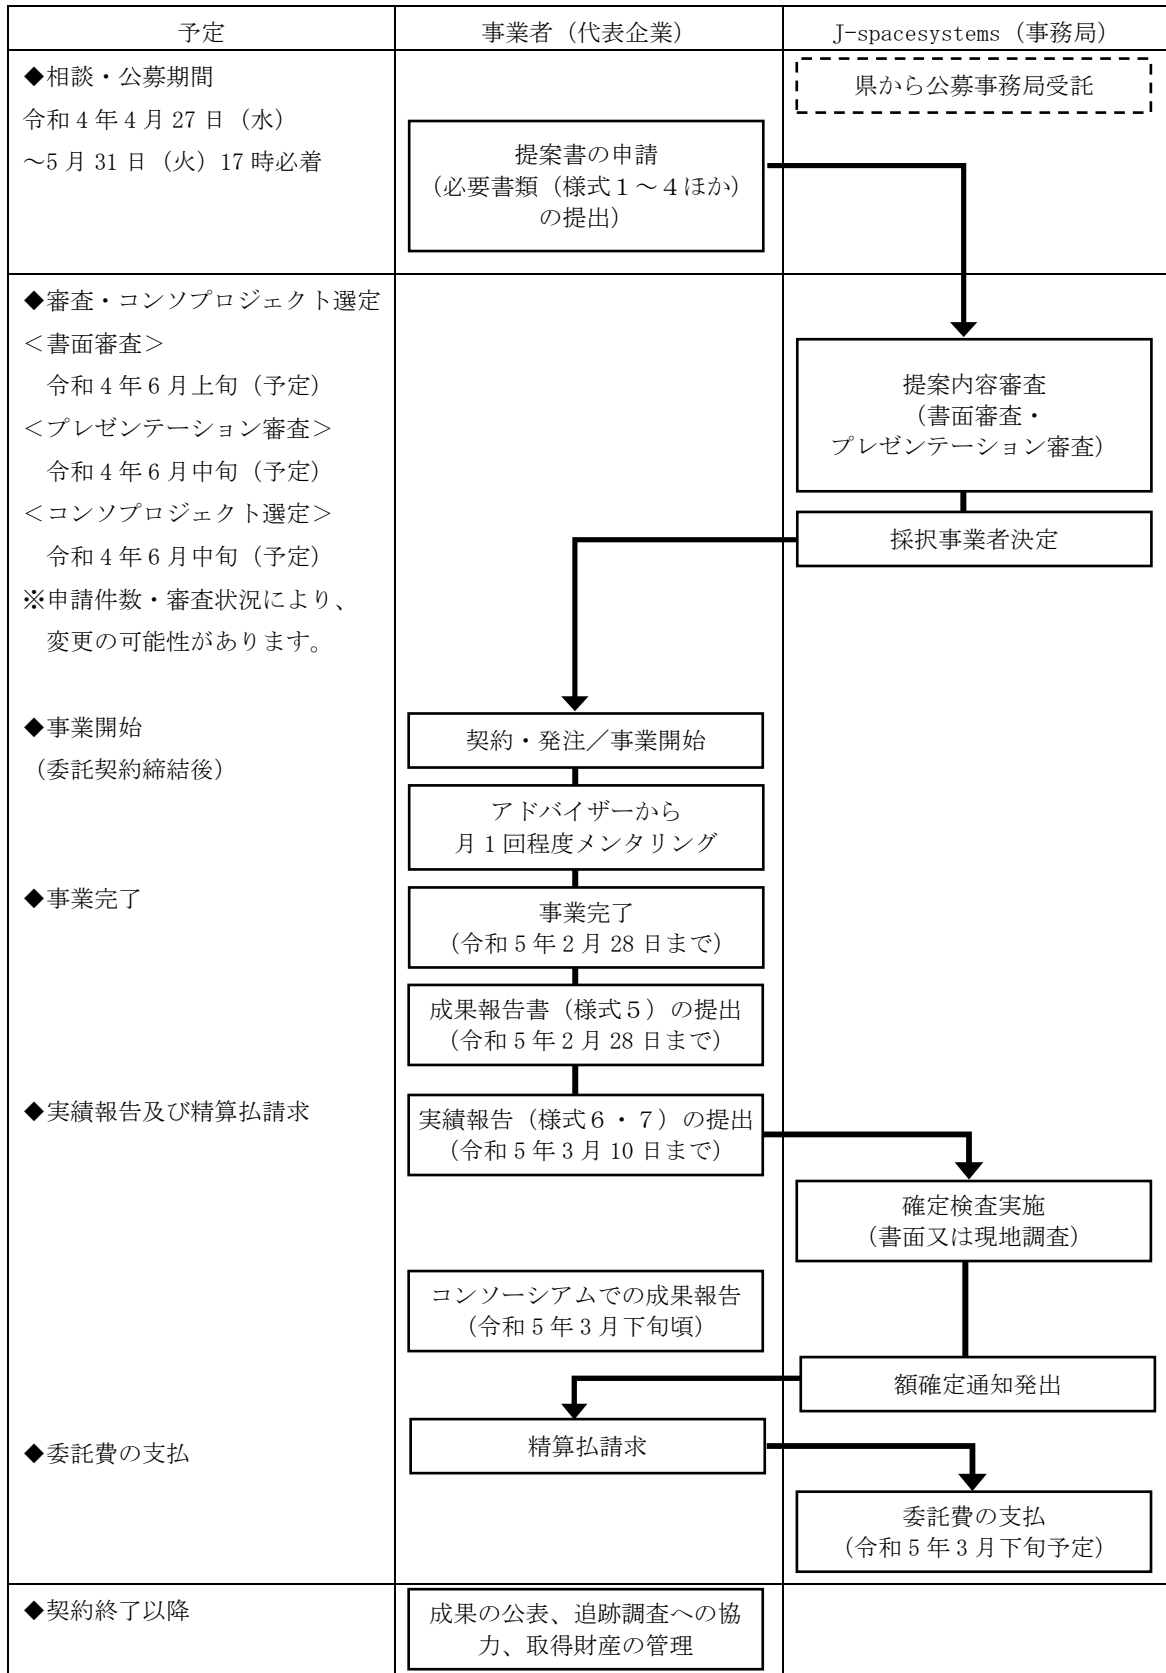 予定
事業者（代表企業）
J-spacesystems（事務局）
◆相談・公募期間
令和４年４月 27 日（水）
～5 月 31 日（火）17 時必着
県から公募事務局受託
提案書の申請
（必要書類（様式１～４ほか）
の提出）
◆審査・コンソプロジェクト選定
＜書面審査＞
令和４年６月上旬（予定）
＜プレゼンテーション審査＞
令和４年６月中旬（予定）
＜コンソプロジェクト選定＞
令和４年６月中旬（予定）
※申請件数・審査状況により、
変更の可能性があります。
提案内容審査
（書面審査・
プレゼンテーション審査）
採択事業者決定
◆事業開始
（委託契約締結後）
契約・発注／事業開始
アドバイザーから
月１回程度メンタリング
◆事業完了
事業完了
（令和５年２月 28 日まで）
成果報告書（様式５）の提出
（令和５年２月 28 日まで）
◆実績報告及び精算払請求
実績報告（様式６・７）の提出
（令和５年３月 10 日まで）
確定検査実施
（書面又は現地調査）
コンソーシアムでの成果報告
（令和５年３月下旬頃）
額確定通知発出
◆委託費の支払
精算払請求
委託費の支払
（令和５年３月下旬予定）
◆契約終了以降
成果の公表、追跡調査への協
力、取得財産の管理